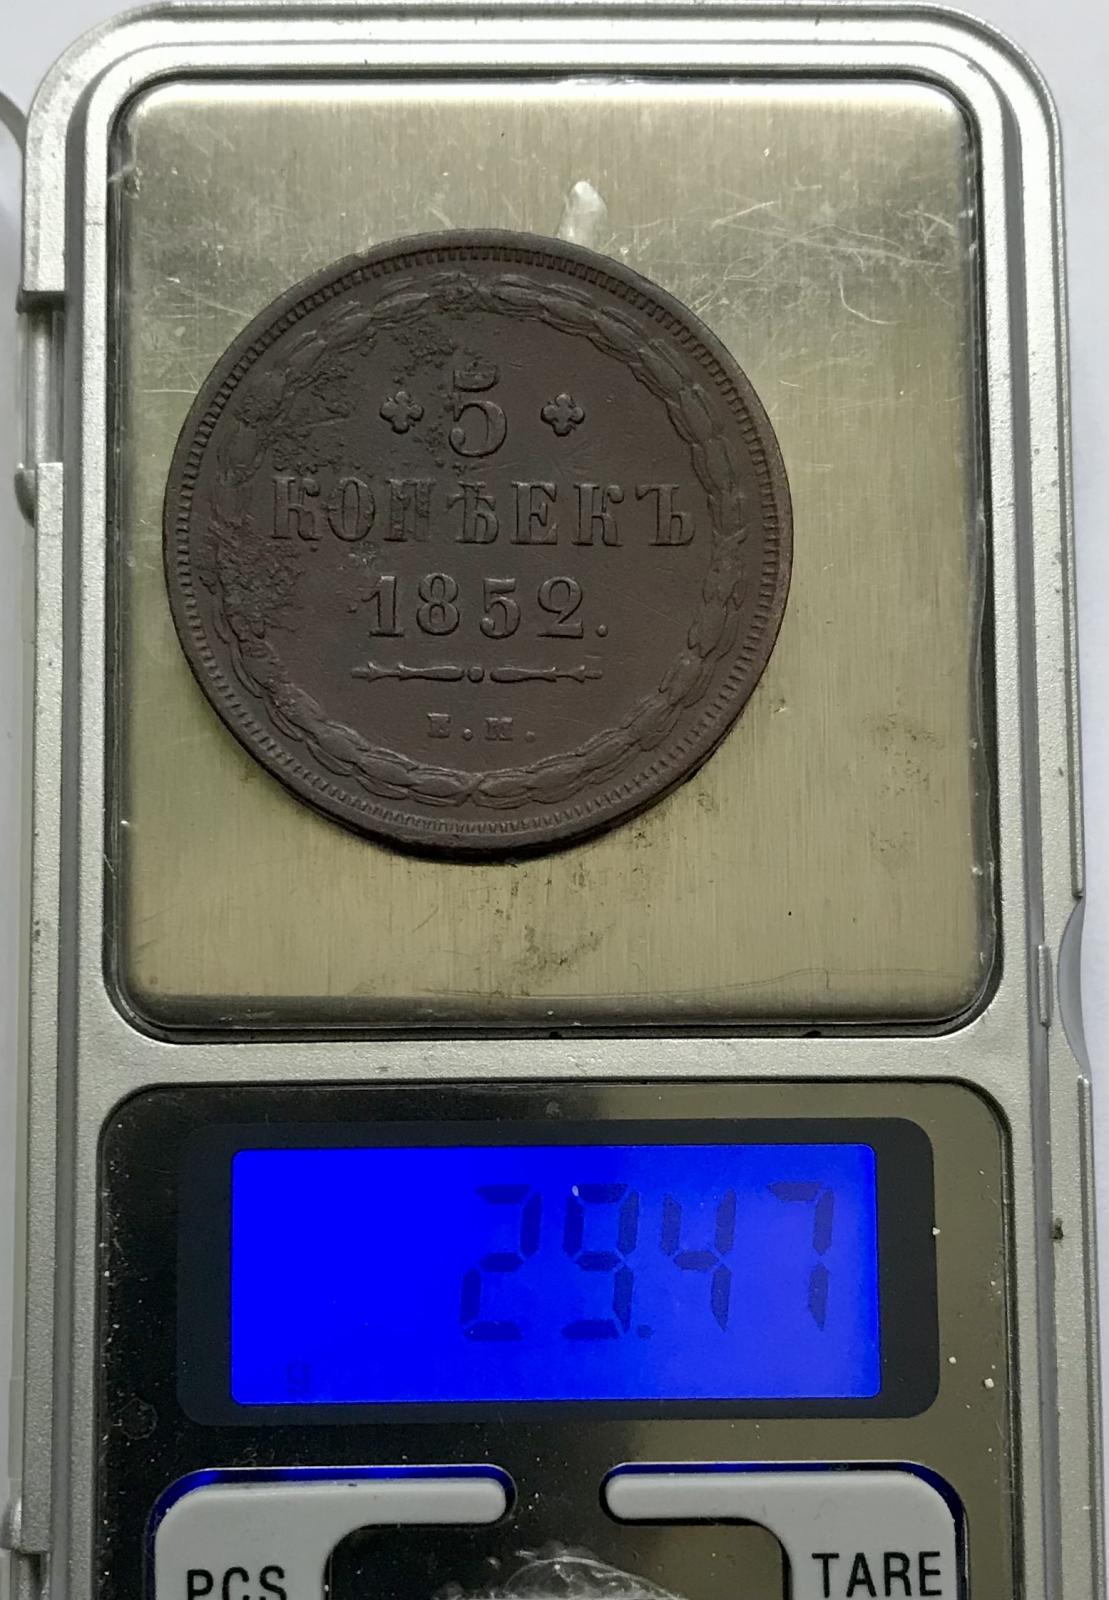 5
КОПѢЕКЪ
1852.
Е.М.
29.47
g
PCS
TARE